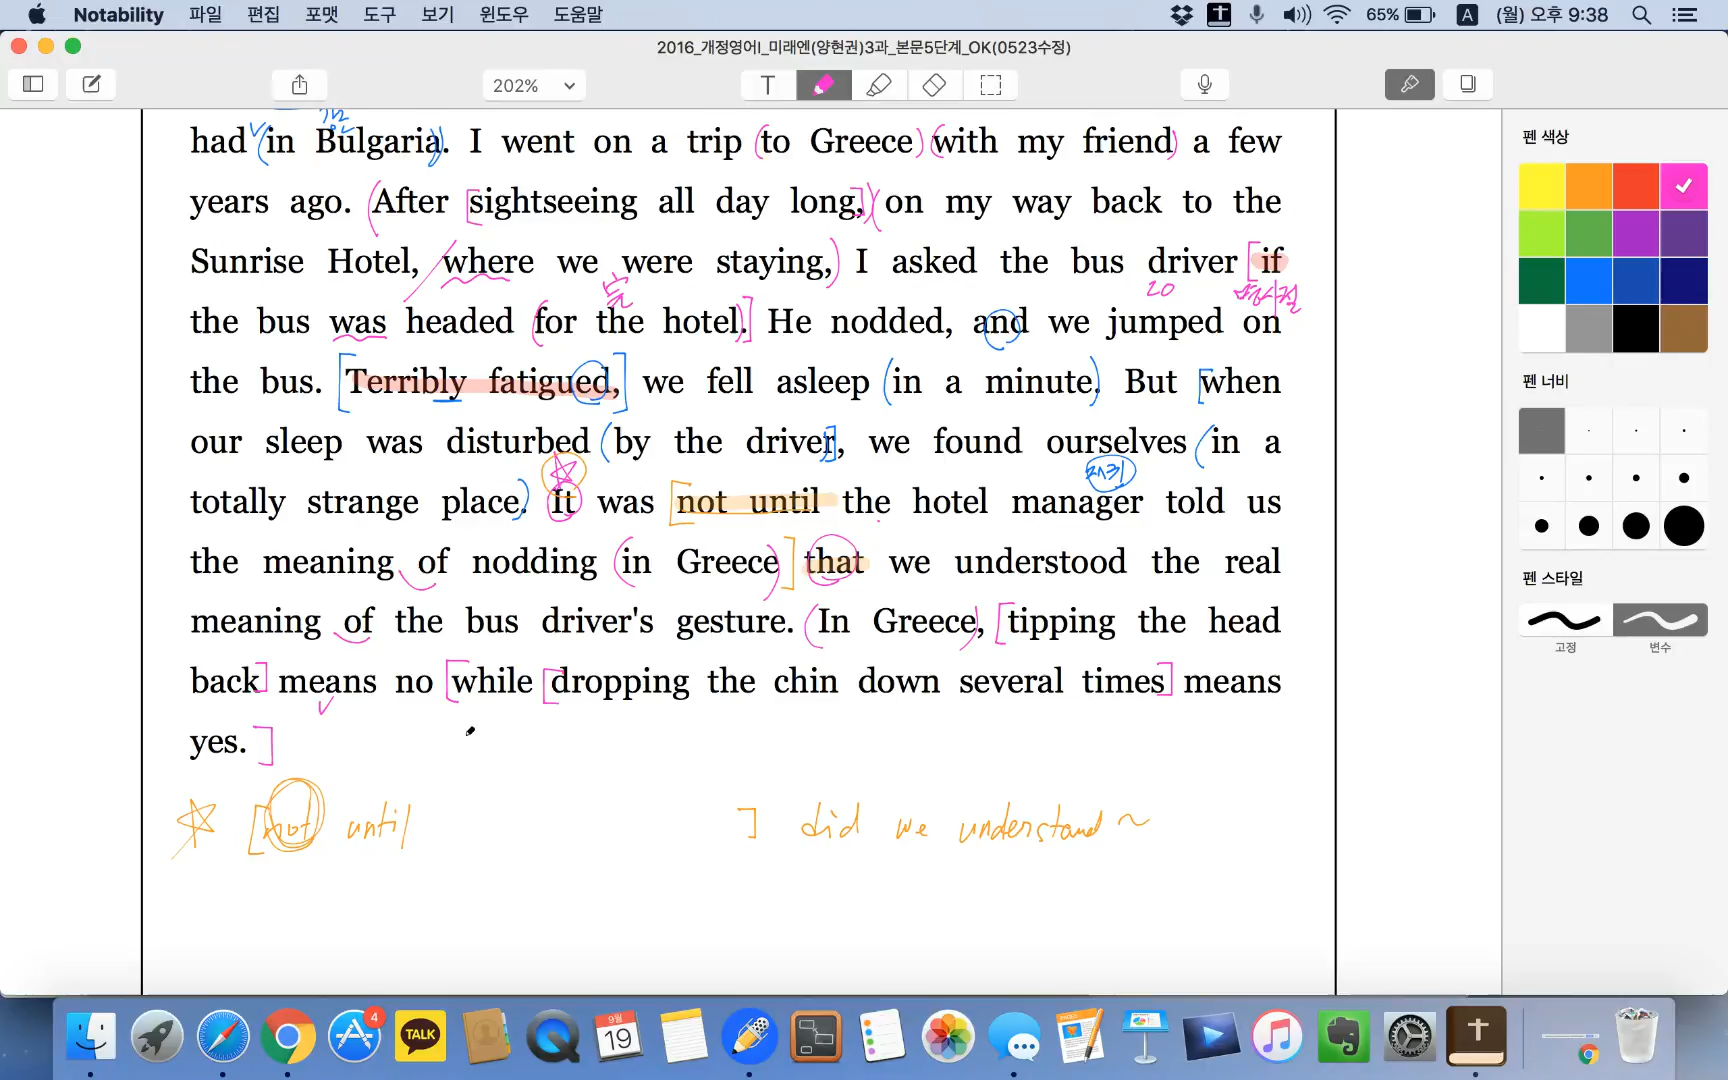 Notability 파일 편집 포맷 도구 보기 윈도우 도움말 65% A (월) 오후 9:38
2016_개정영어I_미래엔(양현권)3과_본문5단계_OK(0523수정)
202% T
had (in Bulgaria). I went on a trip (to Greece) (with my friend) a few
years ago. (After [sightseeing all day long,]) (on my way back to the
Sunrise Hotel, / where we were staying,) I asked the bus driver [if
완 20 명사절
the bus was headed (for the hotel.)] He nodded, and we jumped on
the bus. [Terribly fatigued,] we fell asleep (in a minute.) But [when
our sleep was disturbed (by the driver)], we found ourselves (in a
재귀
totally strange place.) It was [not until the hotel manager told us
the meaning of nodding (in Greece)] that we understood the real
meaning of the bus driver's gesture. (In Greece), [tipping the head
back] means no [while [dropping the chin down several times] means
yes.]
[not until ] did we understand ~
펜 색상
펜 너비
펜 스타일
고정 변수
4 TALK 9월 19